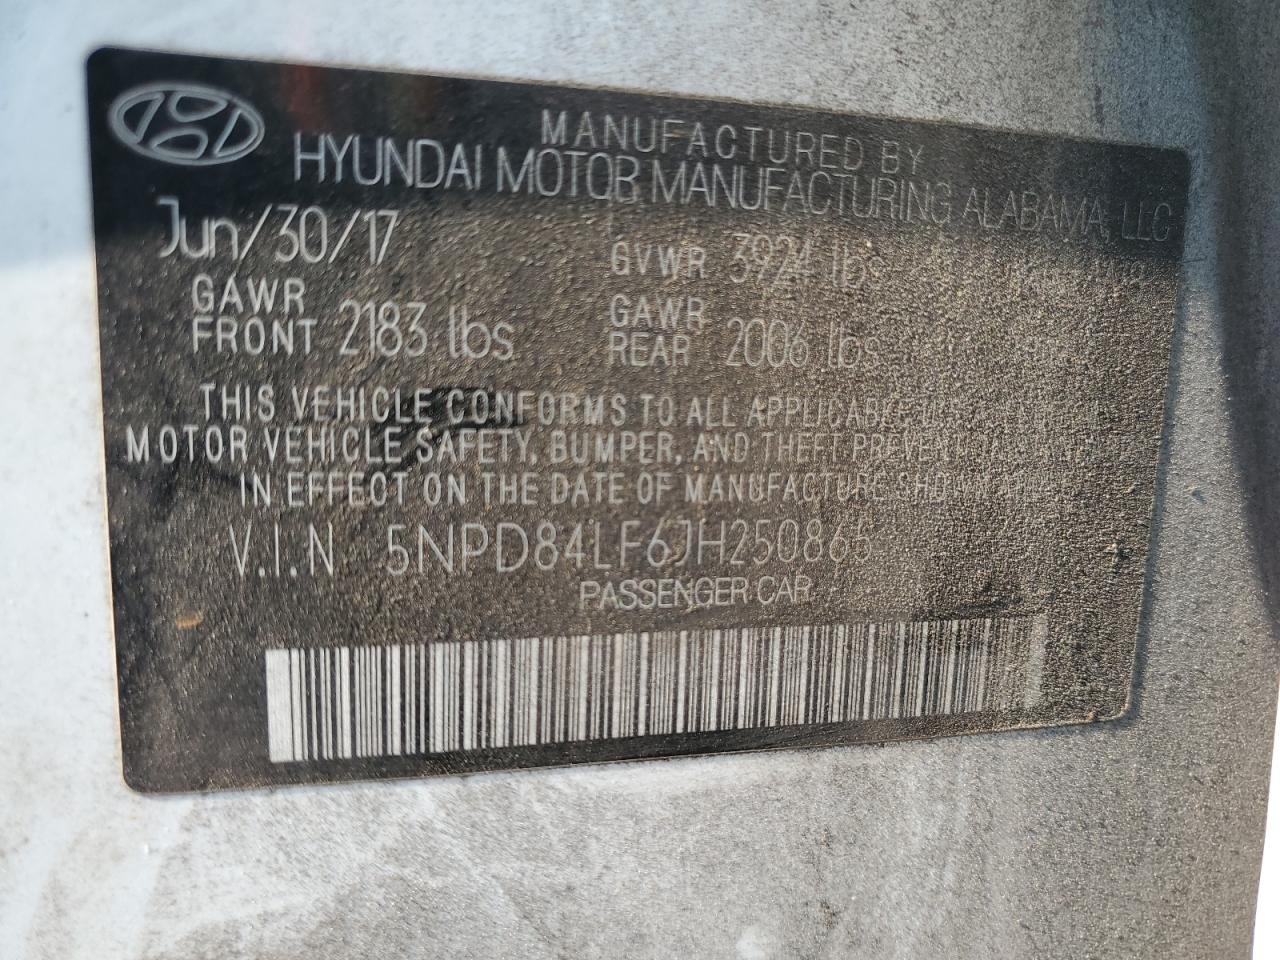 MANUFACTURED BY
HYUNDAI MOTOR MANUFACTURING ALABAMA, LLC
Jun/30/17 GVWR 3924 lbs
GAWR FRONT 2183 lbs GAWR REAR 2006 lbs
THIS VEHICLE CONFORMS TO ALL APPLICABLE
MOTOR VEHICLE SAFETY, BUMPER, AND THEFT PREVENTION
IN EFFECT ON THE DATE OF MANUFACTURE SHOWN
V.I.N 5NPD84LF6JH250865
PASSENGER CAR